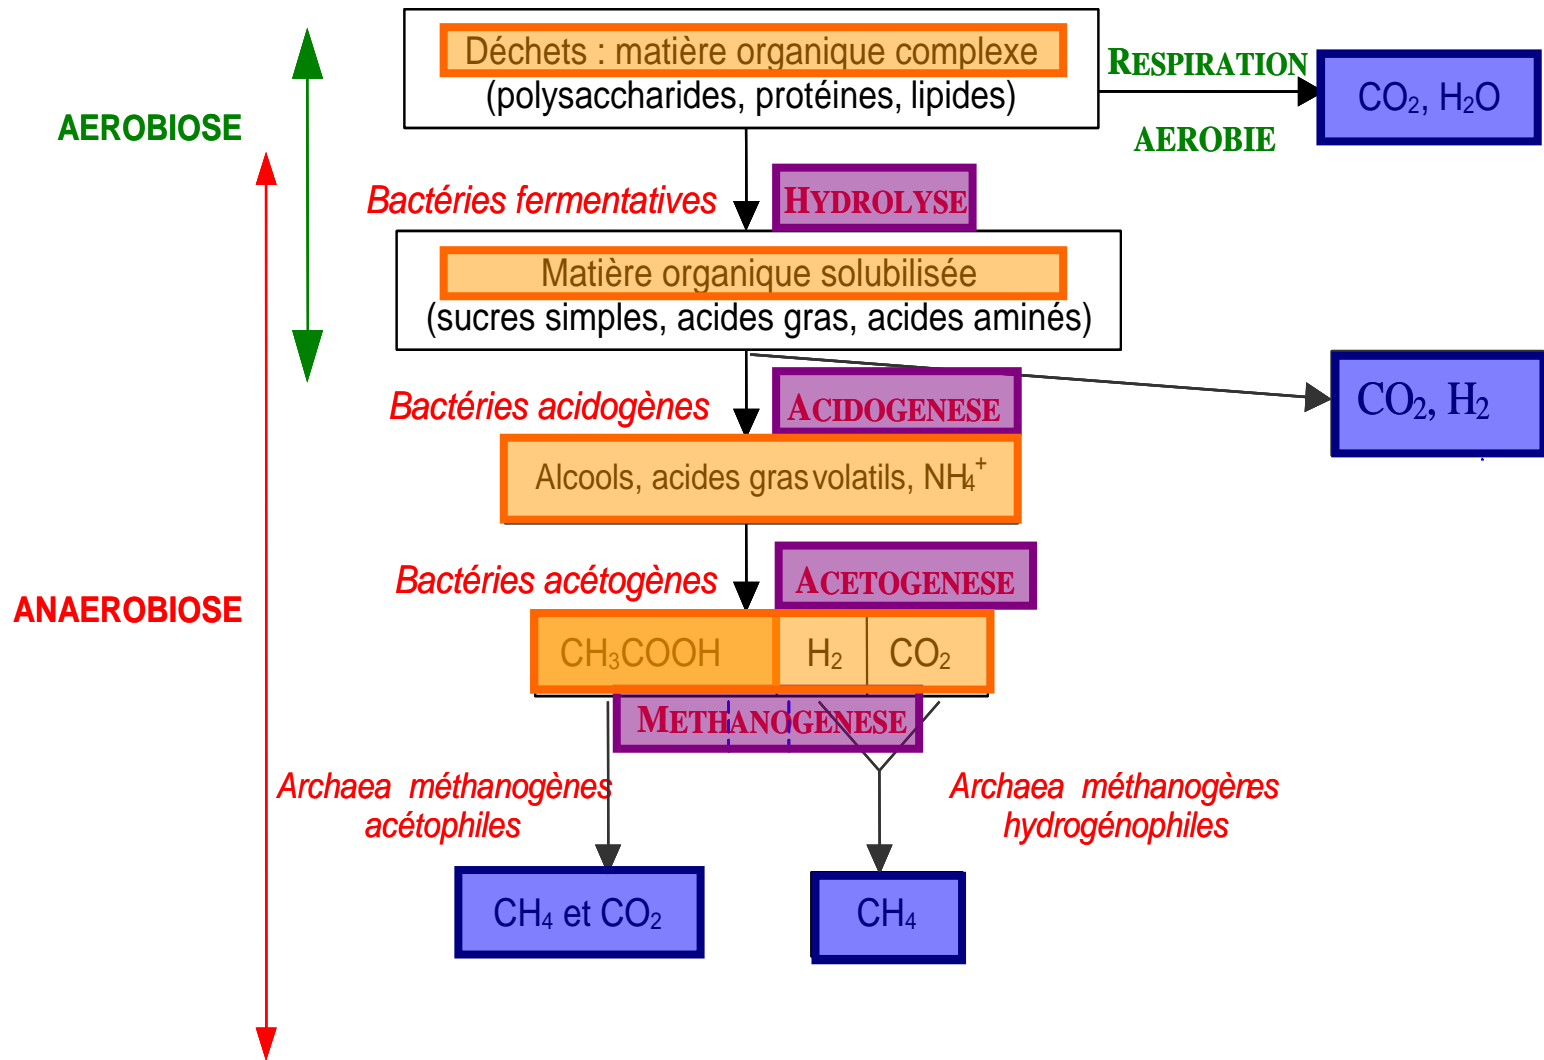 Déchets : matière organique complexe
(polysaccharides, protéines, lipides)
RESPIRATION
AEROBIE
CO₂, H₂O
AEROBIOSE
Bactéries fermentatives
HYDROLYSE
Matière organique solubilisée
(sucres simples, acides gras, acides aminés)
CO₂, H₂
Bactéries acidogènes
ACIDOGENESE
Alcools, acides gras volatils, NH₄⁺
Bactéries acétogènes
ACETOGENESE
ANAEROBIOSE
CH₃COOH
H₂
CO₂
METHANOGÈNESE
Archaea méthanogènes
acétophiles
Archaea méthanogènes
hydrogénophiles
CH₄ et CO₂
CH₄